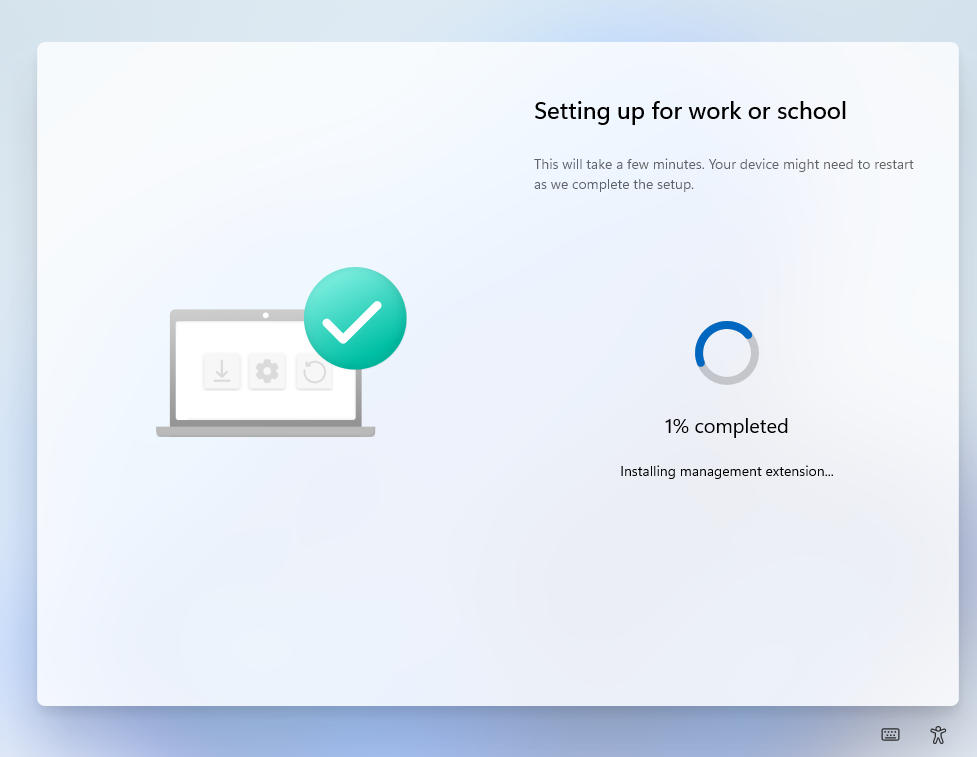 Setting up for work or school
This will take a few minutes. Your device might need to restart
as we complete the setup.
1% completed
Installing management extension...